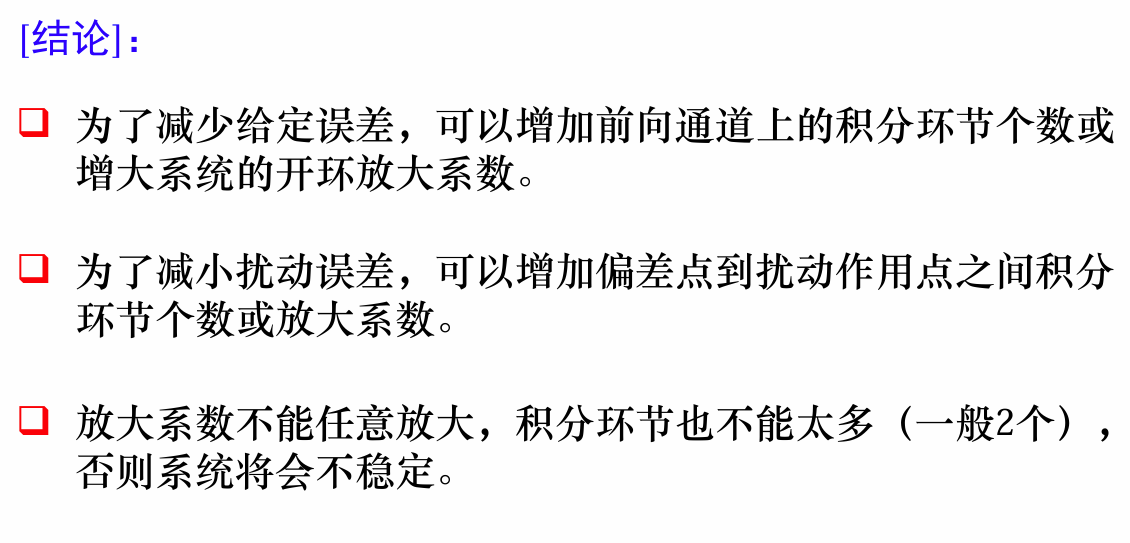 [结论]：
为了减少给定误差，可以增加前向通道上的积分环节个数或
增大系统的开环放大系数。
为了减小扰动误差，可以增加偏差点到扰动作用点之间积分
环节个数或放大系数。
放大系数不能任意放大，积分环节也不能太多（一般2个），
否则系统将会不稳定。